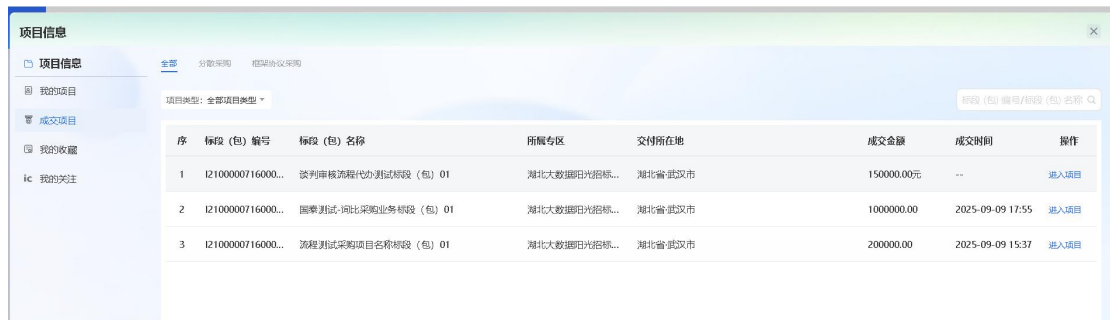 项目信息
项目信息
我的项目
成交项目
我的收藏
ic 我的关注
全部 分散采购 框架协议采购
项目类型: 全部项目类型
标段 (包) 编号/标段 (包) 名称
序 标段 (包) 编号 标段 (包) 名称 所属专区 交付所在地 成交金额 成交时间 操作
1 I2100000716000... 谈判审核流程代办测试标段 (包) 01 湖北大数据阳光招标... 湖北省·武汉市 150000.00元 -- 进入项目
2 I2100000716000... 国泰测试-询比采购业务标段 (包) 01 湖北大数据阳光招标... 湖北省·武汉市 1000000.00 2025-09-09 17:55 进入项目
3 I2100000716000... 流程测试采购项目名称标段 (包) 01 湖北大数据阳光招标... 湖北省·武汉市 200000.00 2025-09-09 15:37 进入项目